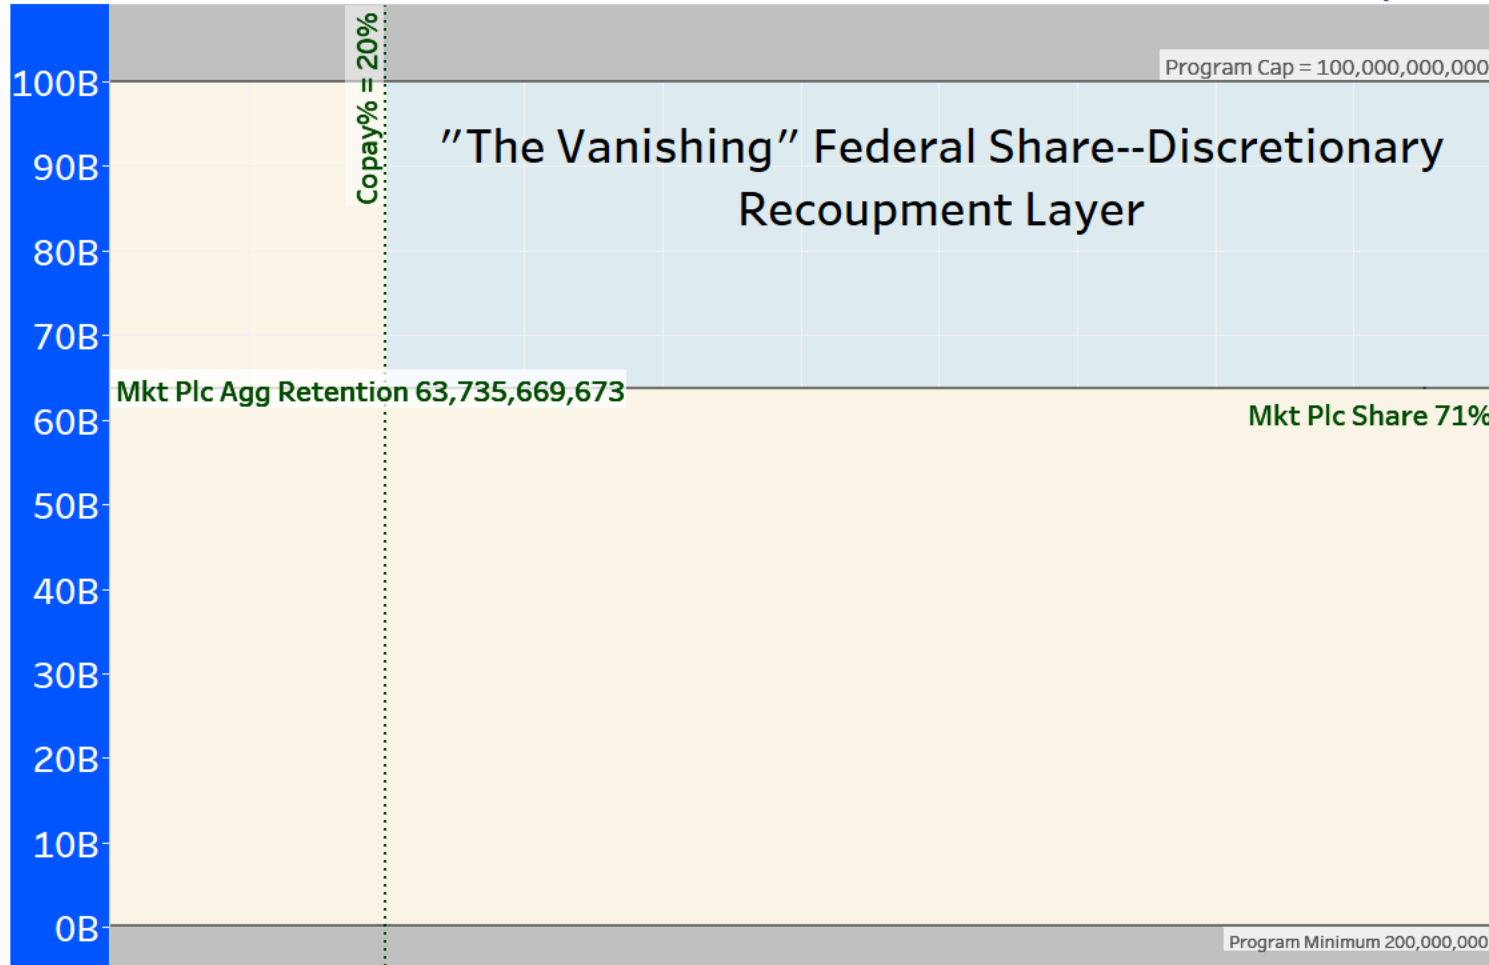 Program Cap = 100,000,000,000
Copay% = 20%
100B
″The Vanishing″ Federal Share--Discretionary
Recoupment Layer
90B
80B
70B
Mkt Plc Agg Retention 63,735,669,673
Mkt Plc Share 71%
60B
50B
40B
30B
20B
10B
0B
Program Minimum 200,000,000